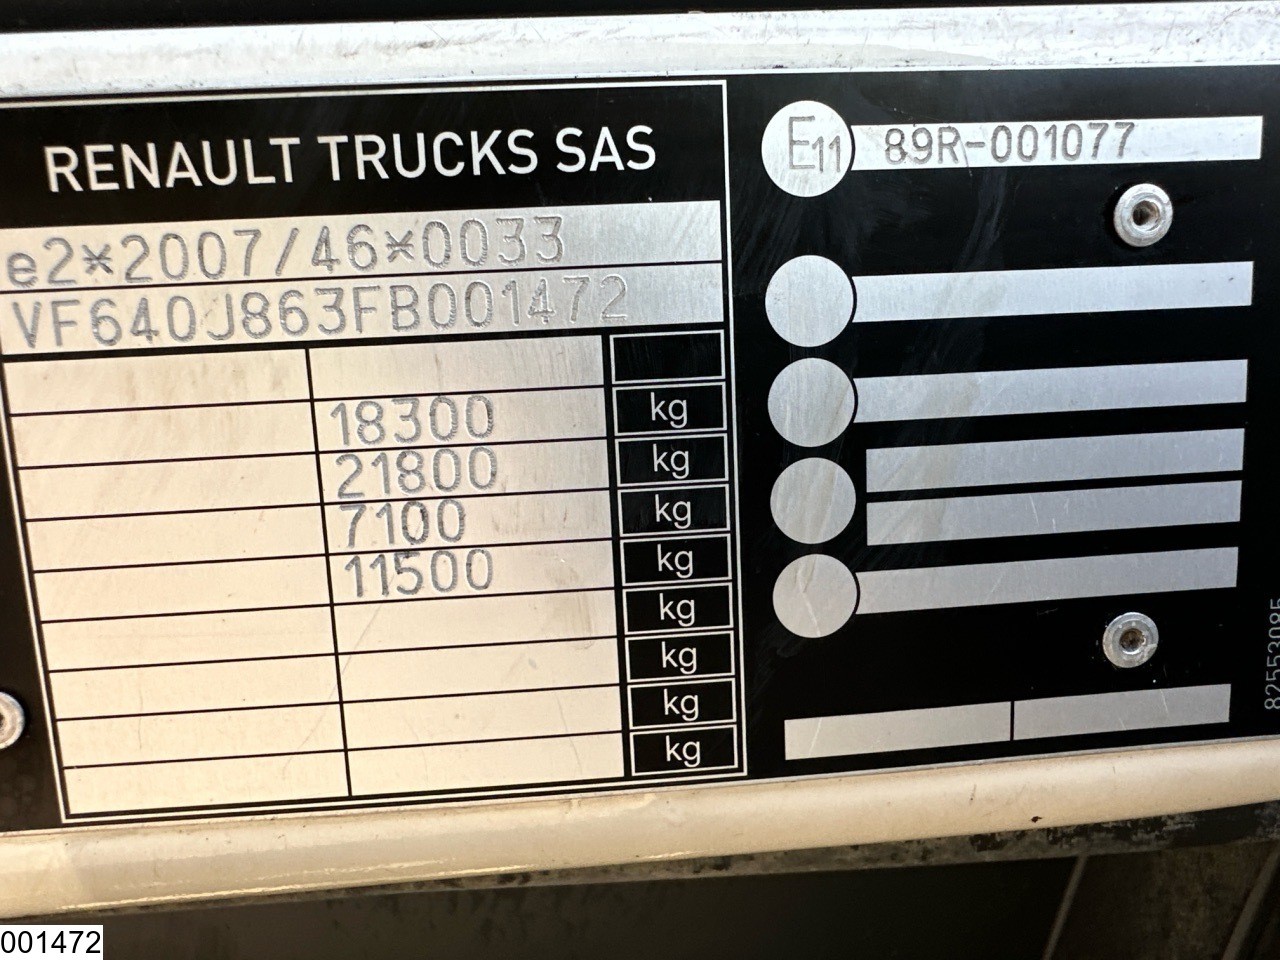 RENAULT TRUCKS SAS
e2*2007/46*0033
VF640J863FB001472
18300 kg
21800 kg
7100 kg
11500 kg
kg
kg
kg
kg
E11 89R-001077
82553085
001472